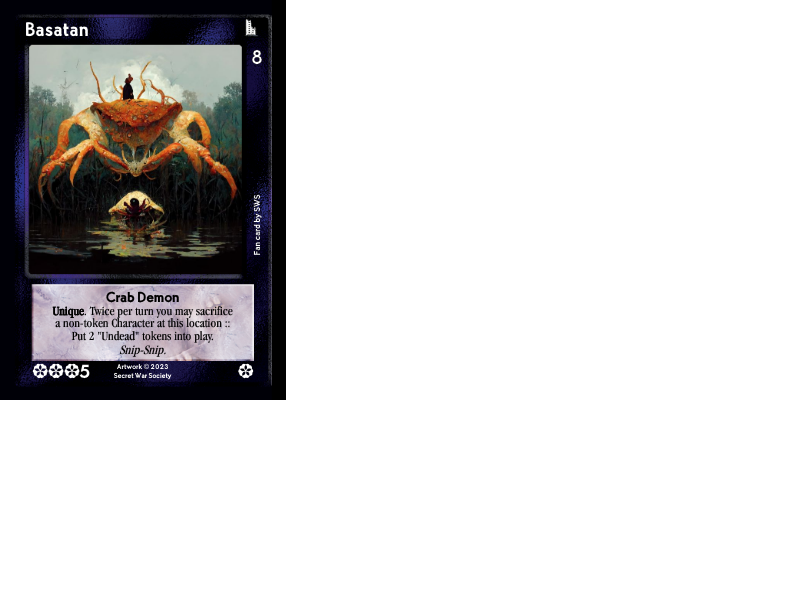 Basatan
8
Fan card by SWS
Crab Demon
Unique. Twice per turn you may sacrifice
a non-token Character at this location ::
Put 2 "Undead" tokens into play.
Snip-Snip.
5
Artwork © 2023
Secret War Society